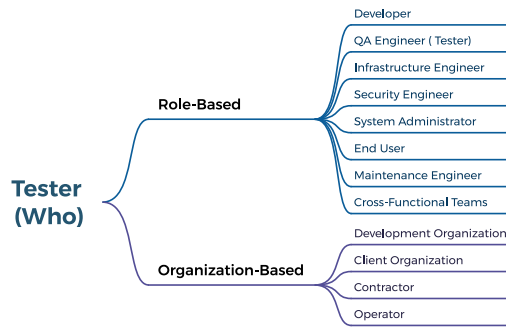 Tester
(Who)
Role-Based
Developer
QA Engineer ( Tester)
Infrastructure Engineer
Security Engineer
System Administrator
End User
Maintenance Engineer
Cross-Functional Teams
Organization-Based
Development Organization
Client Organization
Contractor
Operator